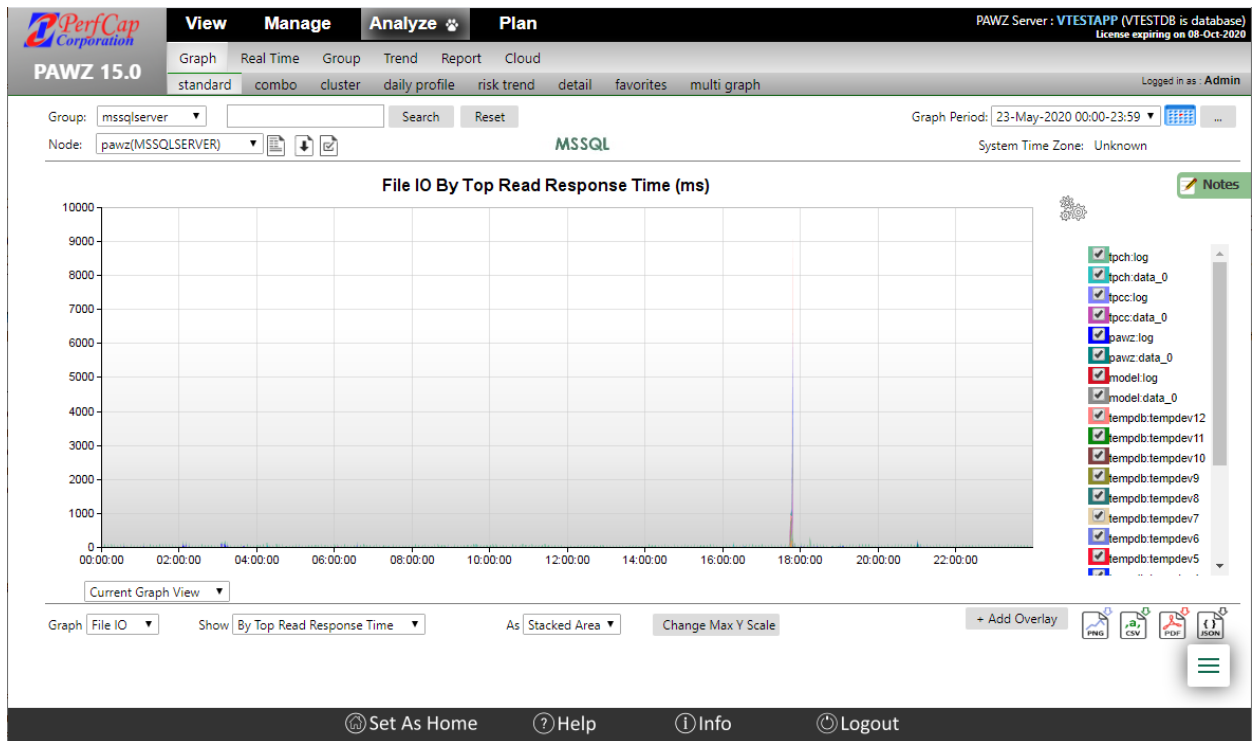 PerfCap
Corporation
PAWZ 15.0
View Manage Analyze Plan
PAWZ Server : VTESTAPP (VTESTDB is database)
License expiring on 08-Oct-2020
Graph Real Time Group Trend Report Cloud
standard combo cluster daily profile risk trend detail favorites multi graph
Logged in as : Admin
Group: mssqlserver Search Reset
Graph Period: 23-May-2020 00:00-23:59 ...
Node: pawz(MSSQLSERVER)
MSSQL
System Time Zone: Unknown
File IO By Top Read Response Time (ms)
Notes
10000
9000
8000
7000
6000
5000
4000
3000
2000
1000
0
00:00:00 02:00:00 04:00:00 06:00:00 08:00:00 10:00:00 12:00:00 14:00:00 16:00:00 18:00:00 20:00:00 22:00:00
tpch:log
tpch:data_0
tpcc:log
tpcc:data_0
pawz:log
pawz:data_0
model:log
model:data_0
tempdb:tempdev12
tempdb:tempdev11
tempdb:tempdev10
tempdb:tempdev9
tempdb:tempdev8
tempdb:tempdev7
tempdb:tempdev6
tempdb:tempdev5
Current Graph View
Graph File IO Show By Top Read Response Time As Stacked Area Change Max Y Scale
+ Add Overlay
PNG
,a,
CSV
PDF
{ }
JSON
Set As Home ?Help iInfo Logout